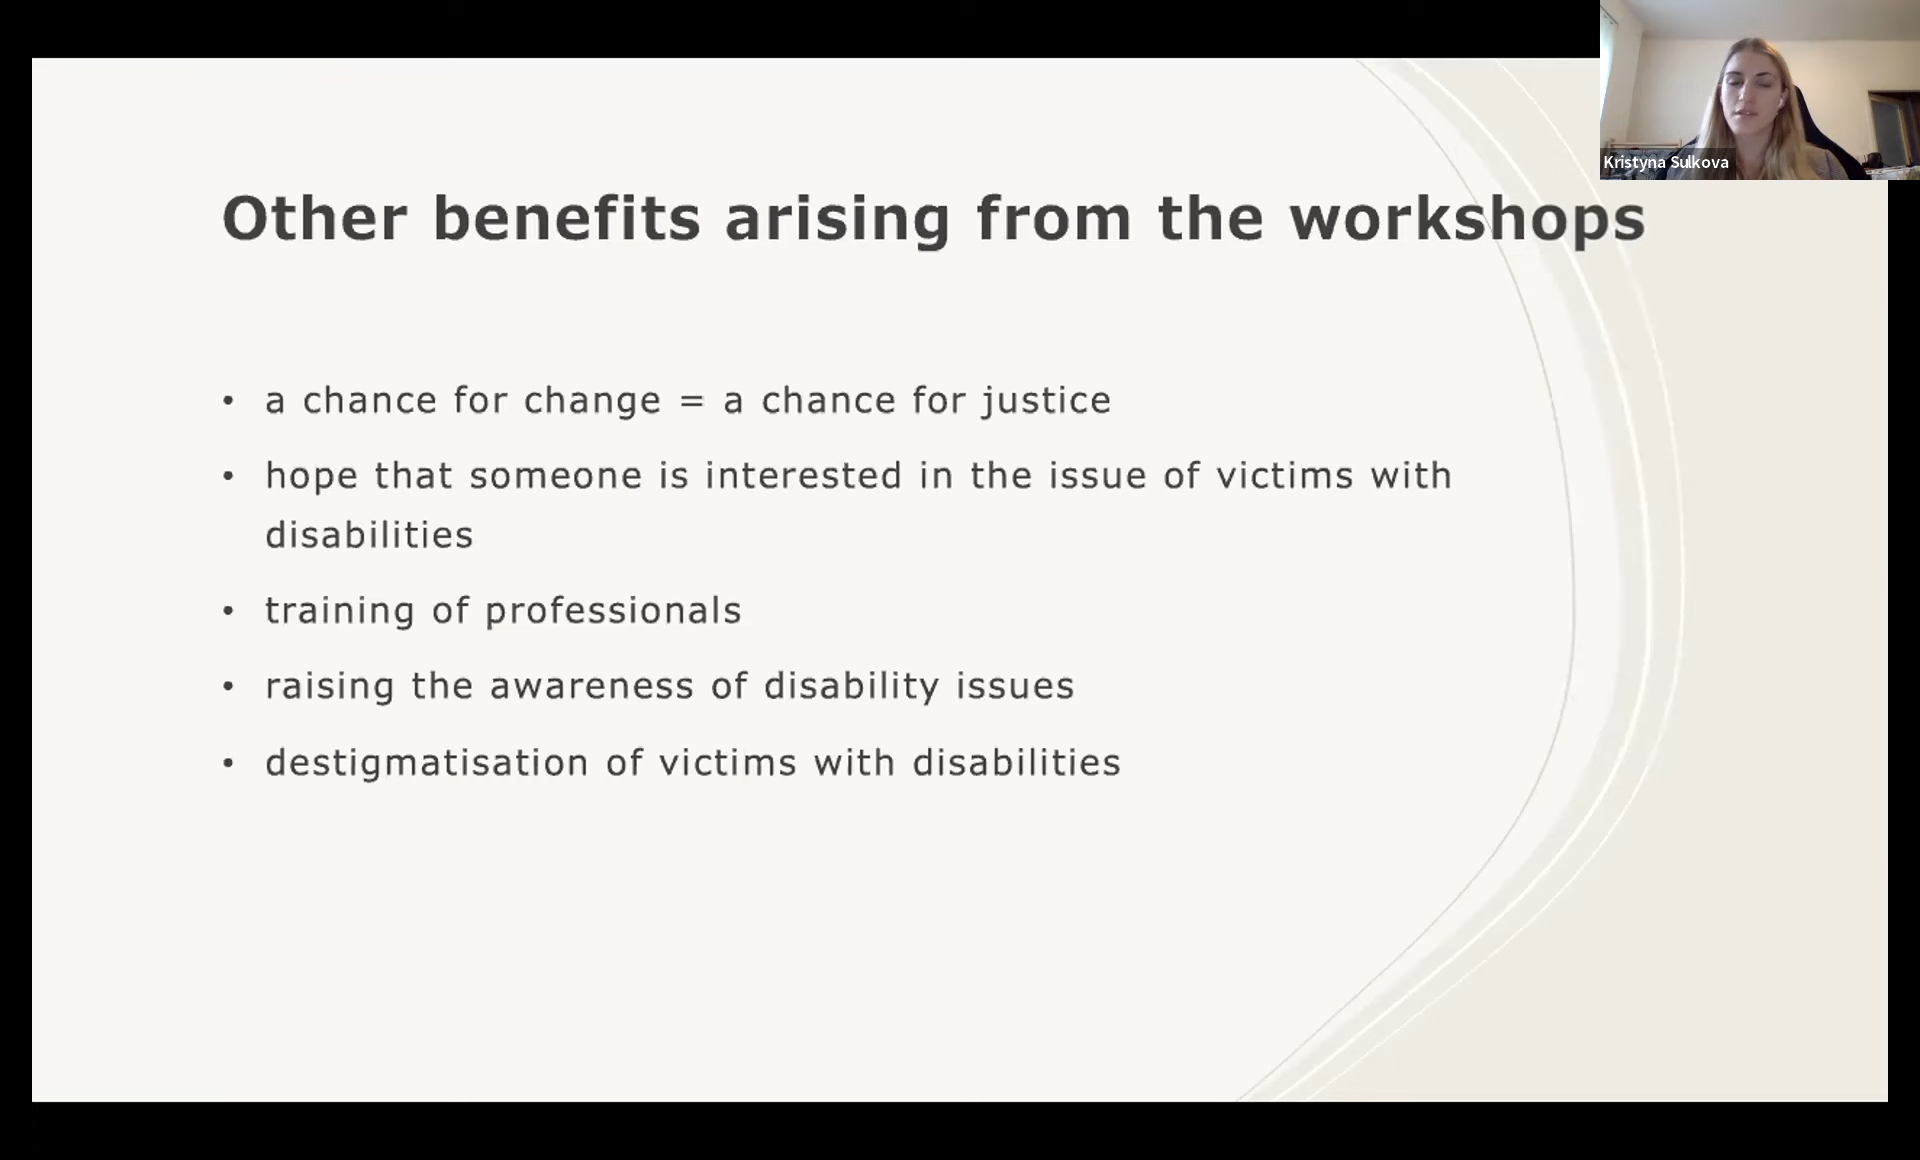 Kristyna Sulkova
Other benefits arising from the workshops
• a chance for change = a chance for justice
• hope that someone is interested in the issue of victims with
disabilities
• training of professionals
• raising the awareness of disability issues
• destigmatisation of victims with disabilities